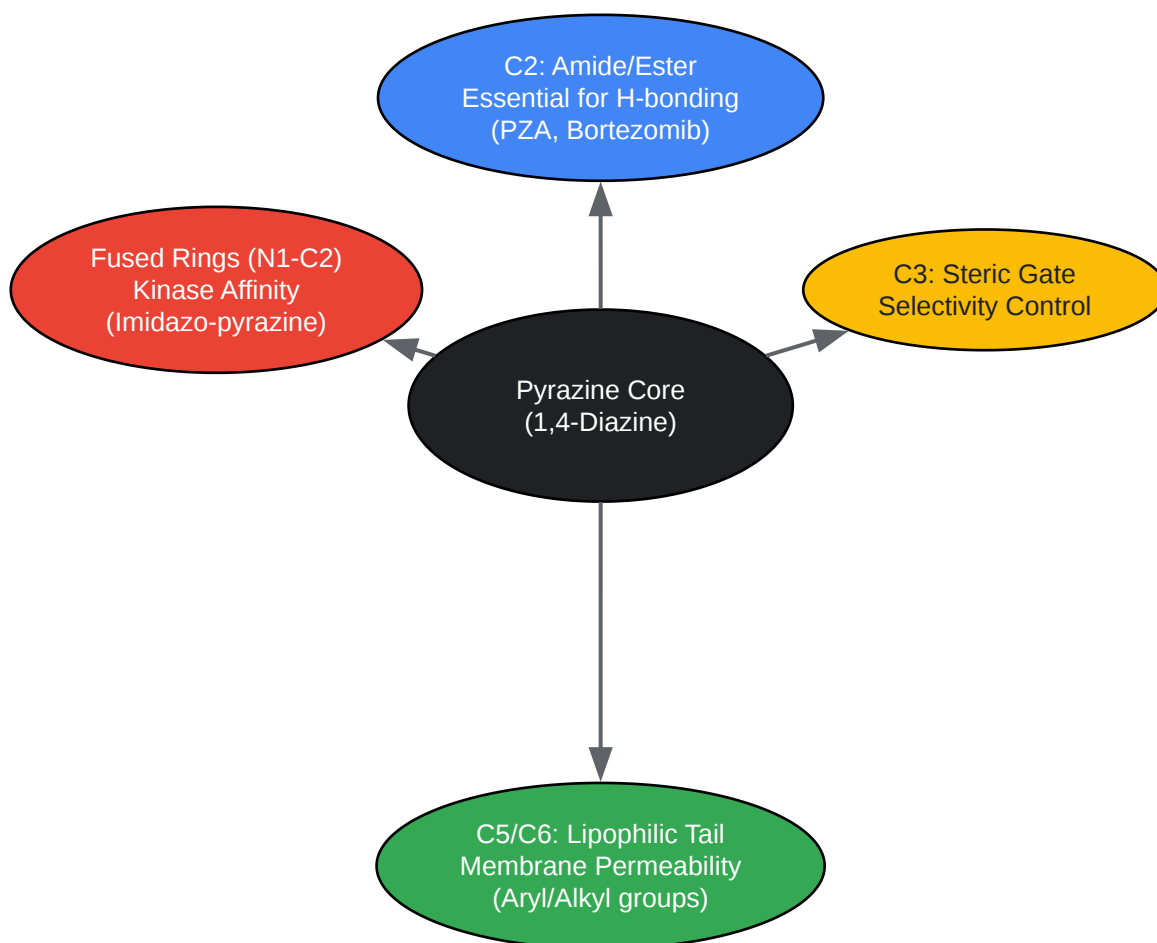 C2: Amide/Ester
Essential for H-bonding
(PZA, Bortezomib)
Fused Rings (N1-C2)
Kinase Affinity
(Imidazo-pyrazine)
C3: Steric Gate
Selectivity Control
Pyrazine Core
(1,4-Diazine)
C5/C6: Lipophilic Tail
Membrane Permeability
(Aryl/Alkyl groups)